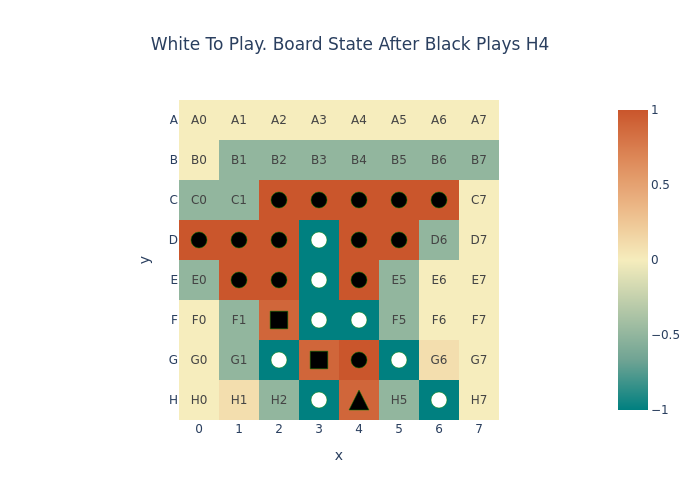 White To Play. Board State After Black Plays H4
A A0 A1 A2 A3 A4 A5 A6 A7
B B0 B1 B2 B3 B4 B5 B6 B7
C C0 C1 C7
D D6 D7
E E0 E5 E6 E7
F F0 F1 F5 F6 F7
G G0 G1 G6 G7
H H0 H1 H2 H5 H7
0 1 2 3 4 5 6 7
x
y
1
0.5
0
−0.5
−1